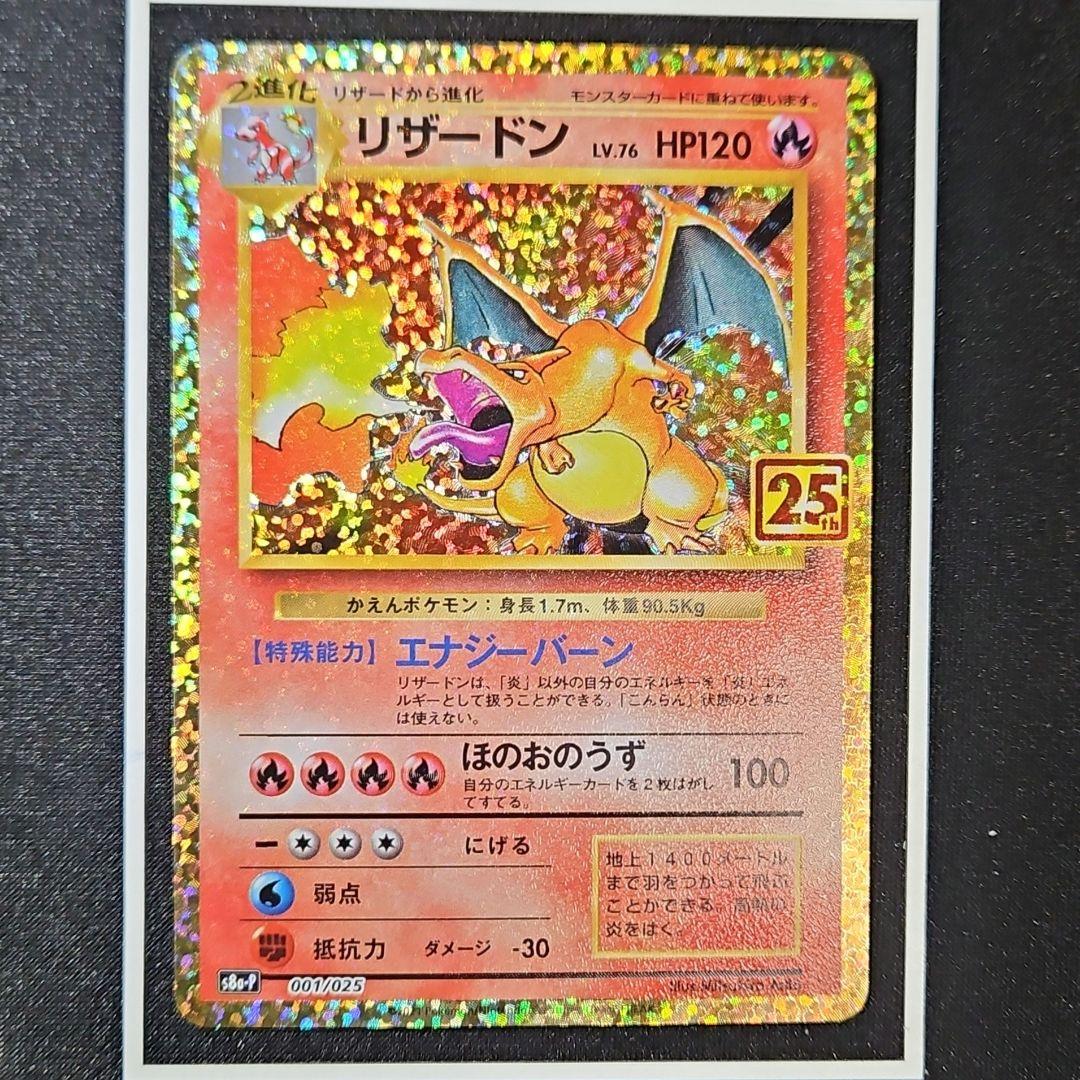 2進化 リザードから進化 モンスターカードに重ねて使います。
リザードン LV.76 HP120
25th
かえんポケモン：身長1.7m、体重90.5Kg
【特殊能力】 エナジーバーン
リザードンは、「炎」以外の自分のエネルギーを「炎」エネ
ルギーとして扱うことができる。「こんらん」状態のときに
は使えない。
ほのおのうず 100
自分のエネルギーカードを2枚はがし
てすてる。
にげる
弱点
抵抗力 ダメージ -30
地上1400メートル
まで羽をつかって飛ぶ
ことができる。高熱の
炎をはく。
s8a-P 001/025
Illus. Mitsuhiro Arita